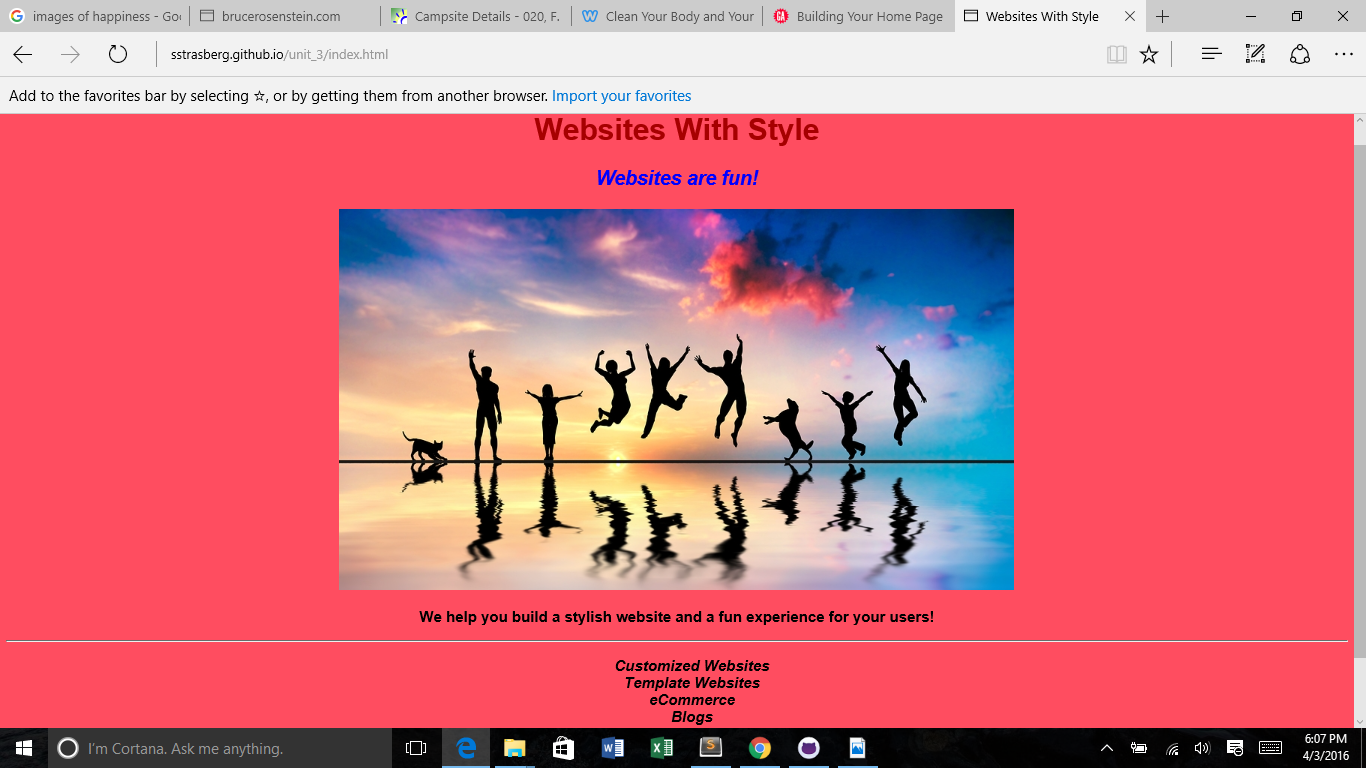 images of happiness - Goo
brucerosenstein.com
Campsite Details - 020, F.
Clean Your Body and Your
GA
Building Your Home Page
Websites With Style
sstrasberg.github.io/unit_3/index.html
Add to the favorites bar by selecting ☆, or by getting them from another browser. Import your favorites
Websites With Style
Websites are fun!
We help you build a stylish website and a fun experience for your users!
Customized Websites
Template Websites
eCommerce
Blogs
I'm Cortana. Ask me anything.
6:07 PM
4/3/2016